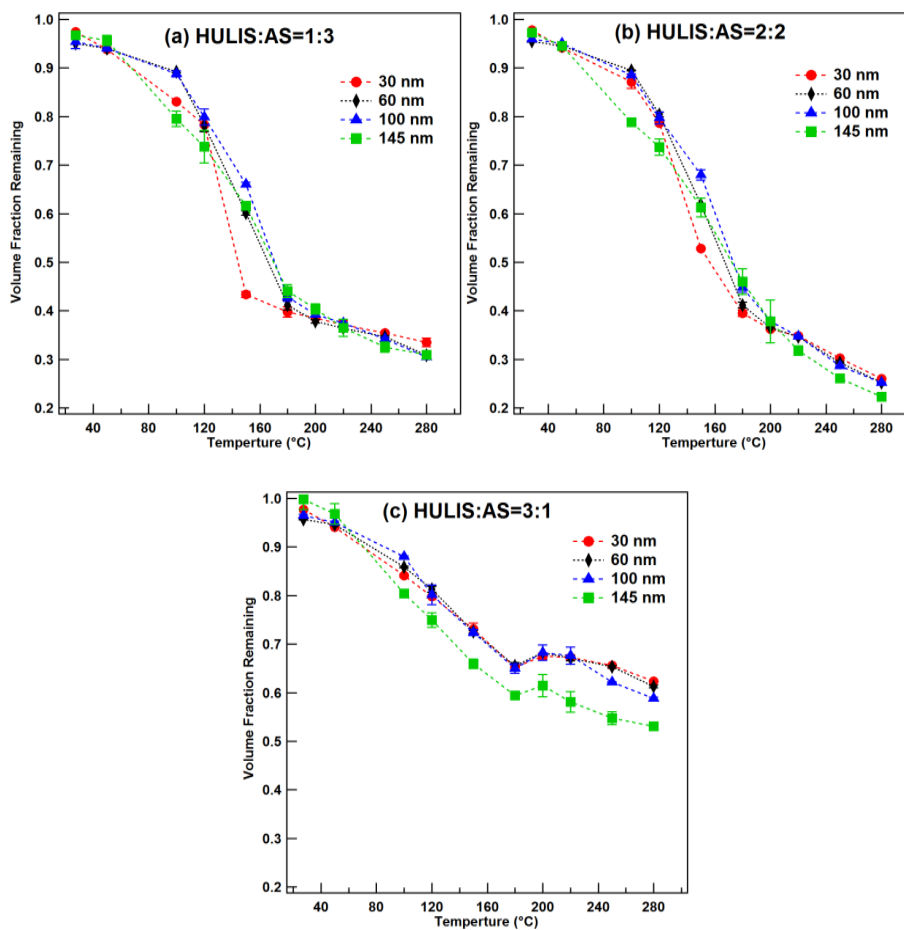 (a) HULIS:AS=1:3
30 nm
60 nm
100 nm
145 nm
Volume Fraction Remaining
1.0
0.9
0.8
0.7
0.6
0.5
0.4
0.3
0.2
40 80 120 160 200 240 280
Temperture (°C)
(b) HULIS:AS=2:2
30 nm
60 nm
100 nm
145 nm
Volume Fraction Remaining
1.0
0.9
0.8
0.7
0.6
0.5
0.4
0.3
0.2
40 80 120 160 200 240 280
Temperture (°C)
(c) HULIS:AS=3:1
30 nm
60 nm
100 nm
145 nm
Volume Fraction Remaining
1.0
0.9
0.8
0.7
0.6
0.5
0.4
0.3
0.2
40 80 120 160 200 240 280
Temperture (°C)